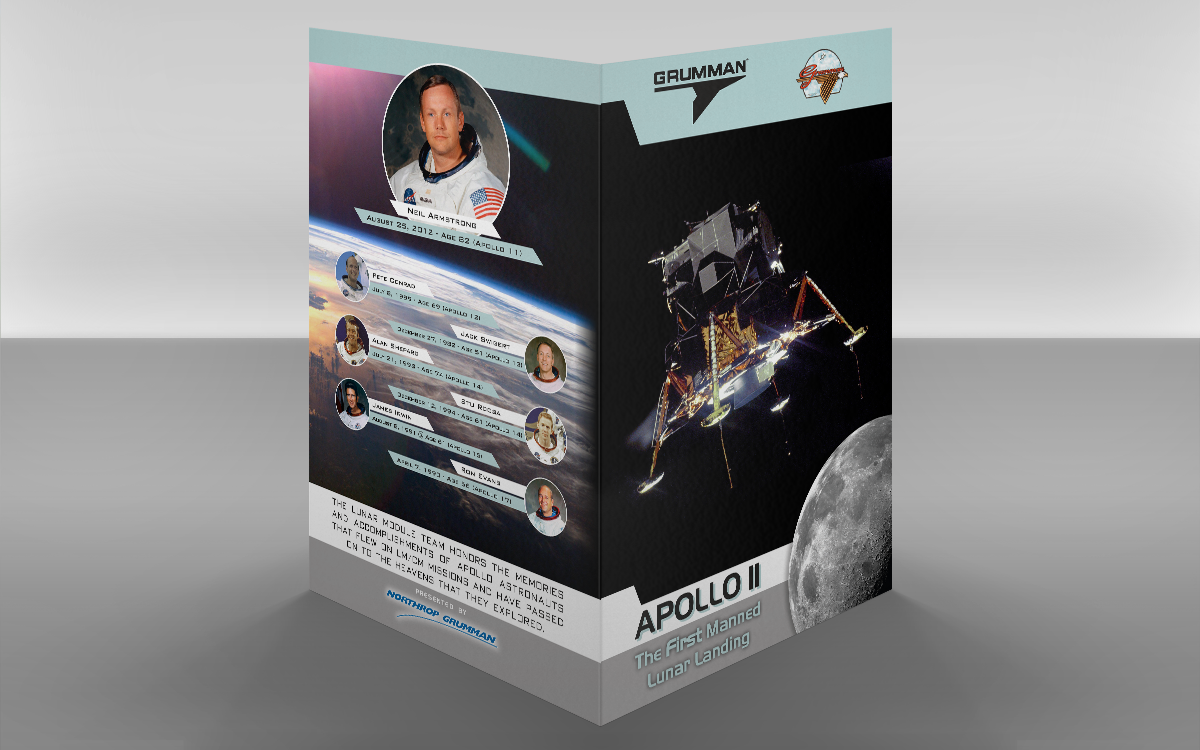 NEIL ARMSTRONG
AUGUST 25, 2012 - AGE 82 (APOLLO 11)
PETE CONRAD
JULY 8, 1999 - AGE 69 (APOLLO 12)
JACK SWIGERT
DECEMBER 27, 1982 - AGE 51 (APOLLO 13)
ALAN SHEPARD
JULY 21, 1998 - AGE 74 (APOLLO 14)
STU ROOSA
DECEMBER 12, 1994 - AGE 61 (APOLLO 14)
JAMES IRWIN
AUGUST 8, 1991 @ AGE 61 (APOLLO 15)
RON EVANS
APRIL 7, 1990 - AGE 56 (APOLLO 17)
THE LUNAR MODULE TEAM HONORS THE MEMORIES
AND ACCOMPLISHMENTS OF APOLLO ASTRONAUTS
THAT FLEW ON LM/CM MISSIONS AND HAVE PASSED
ON TO THE HEAVENS THAT THEY EXPLORED.
PRESENTED BY
NORTHROP GRUMMAN
GRUMMAN
APOLLO 11
The First Manned
Lunar Landing